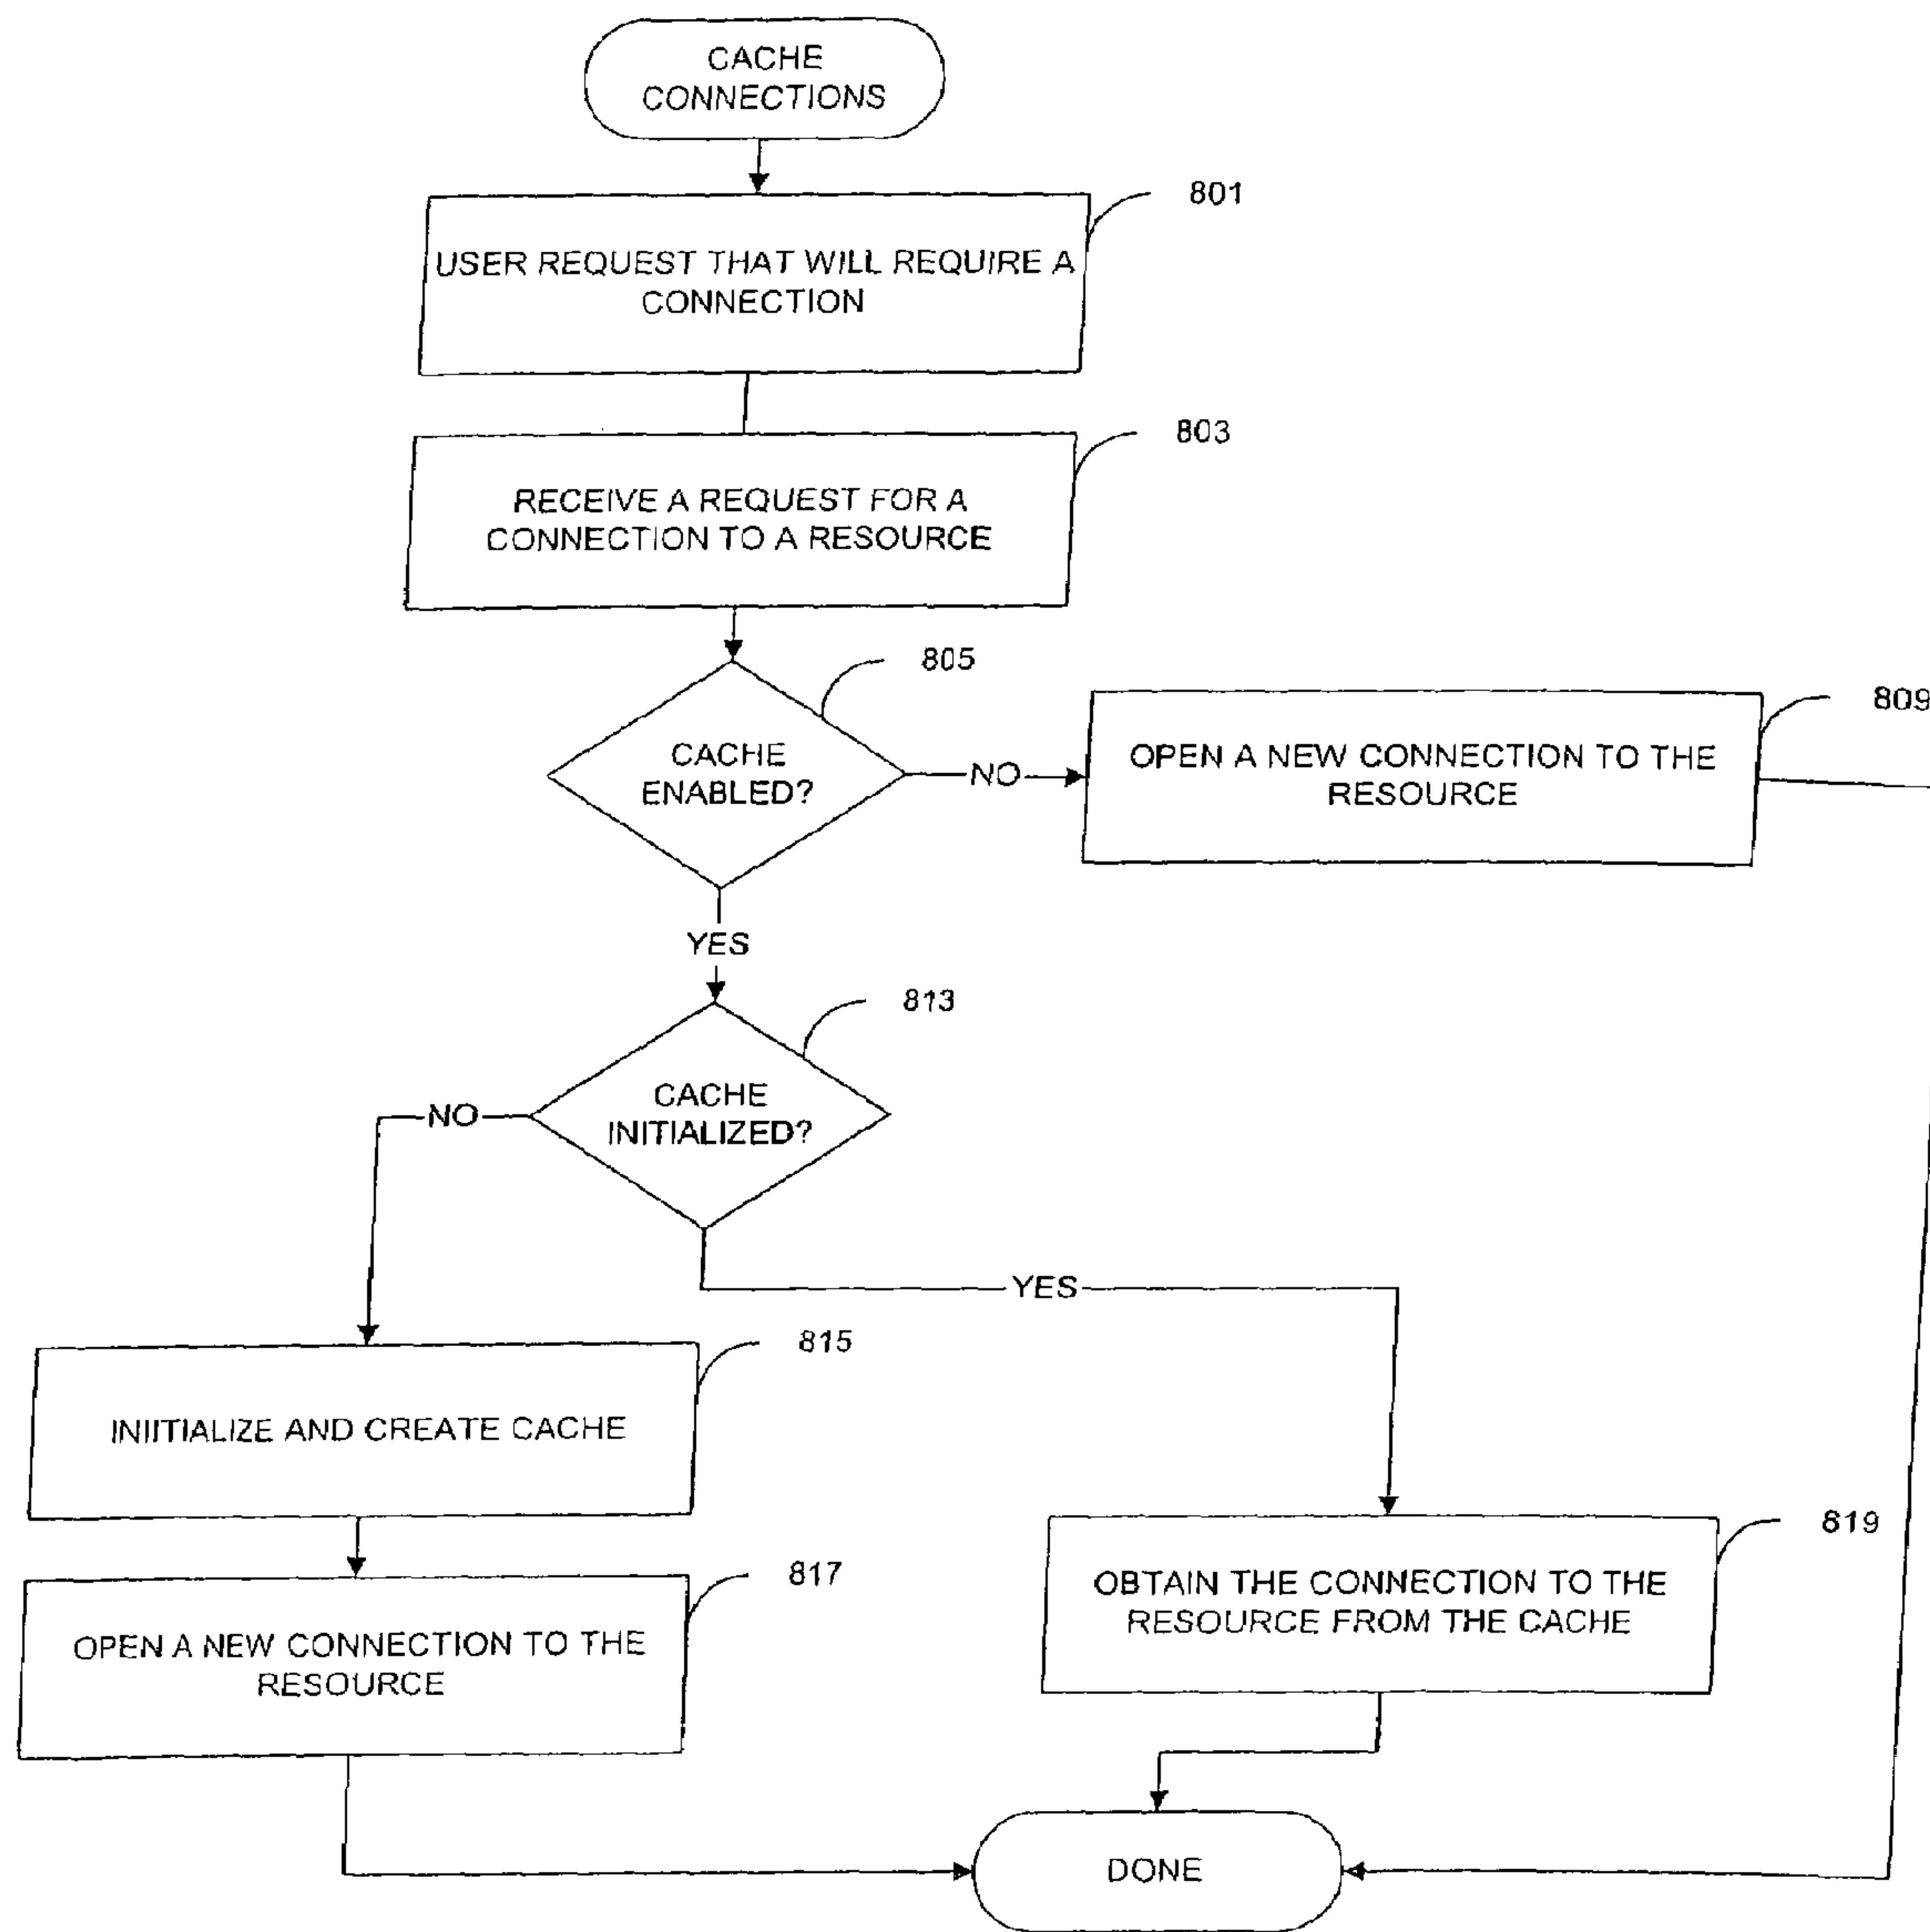 CACHE
CONNECTIONS
801
USER REQUEST THAT WILL REQUIRE A
CONNECTION
803
RECEIVE A REQUEST FOR A
CONNECTION TO A RESOURCE
805
CACHE
ENABLED?
NO
809
OPEN A NEW CONNECTION TO THE
RESOURCE
YES
813
CACHE
INITIALIZED?
NO
YES
815
INIITIALIZE AND CREATE CACHE
817
OPEN A NEW CONNECTION TO THE
RESOURCE
819
OBTAIN THE CONNECTION TO THE
RESOURCE FROM THE CACHE
DONE